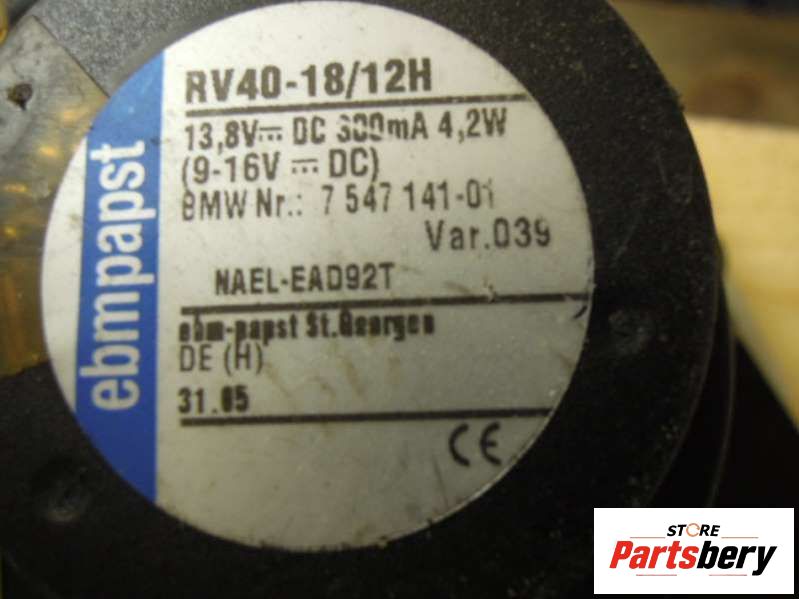 ebmpapst
RV40-18/12H
13,8V⎓ DC 300mA 4,2W
(9-16V ⎓ DC)
BMW Nr.: 7 547 141-01
Var.039
NAEL-EAD92T
ebm-papst St.Georgen
DE (H)
31.05
CE
STORE
Partsbery